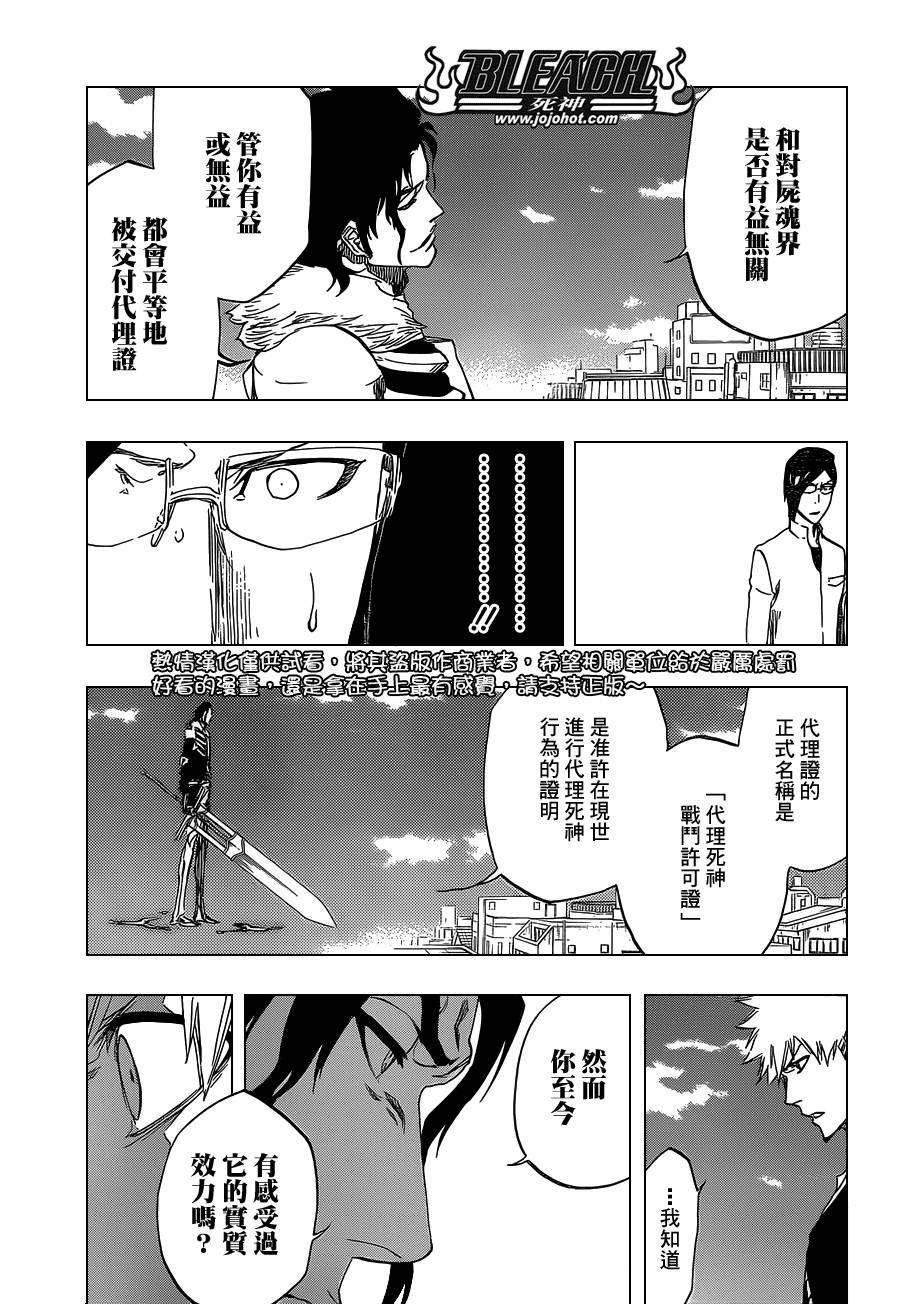 BLEACH
死神
www.jojohot.com
和對屍魂界
是否有益無關
管你有益
或無益
都會平等地
被交付代理證
熱情漢化僅供試看，將其盜版作商業者，希望相關單位給於嚴厲處罰
好看的漫畫，還是拿在手上最有感覺，請支持正版～
代理證的
正式名稱是
「代理死神
戰鬥許可證」
是准許在現世
進行代理死神
行為的證明
…我知道
然而
你至今
有感受過
它的實質
效力嗎？